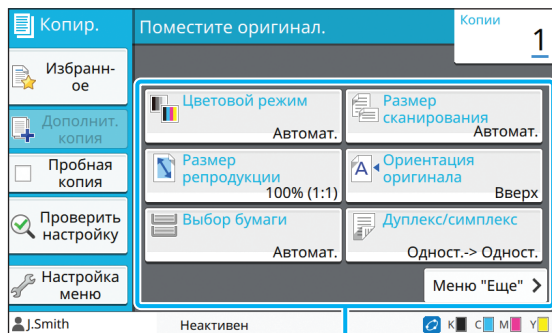 Копир.
Поместите оригинал.
Копии
1
Избранн-
ое
Дополнит.
копия
Пробная
копия
Проверить
настройку
Настройка
меню
Цветовой режим
Автомат.
Размер
сканирования
Автомат.
Размер
репродукции
100% (1:1)
Ориентация
оригинала
Вверх
Выбор бумаги
Автомат.
Дуплекс/симплекс
Одност.-> Одност.
Меню "Еще" >
J.Smith
Неактивен
K C M Y